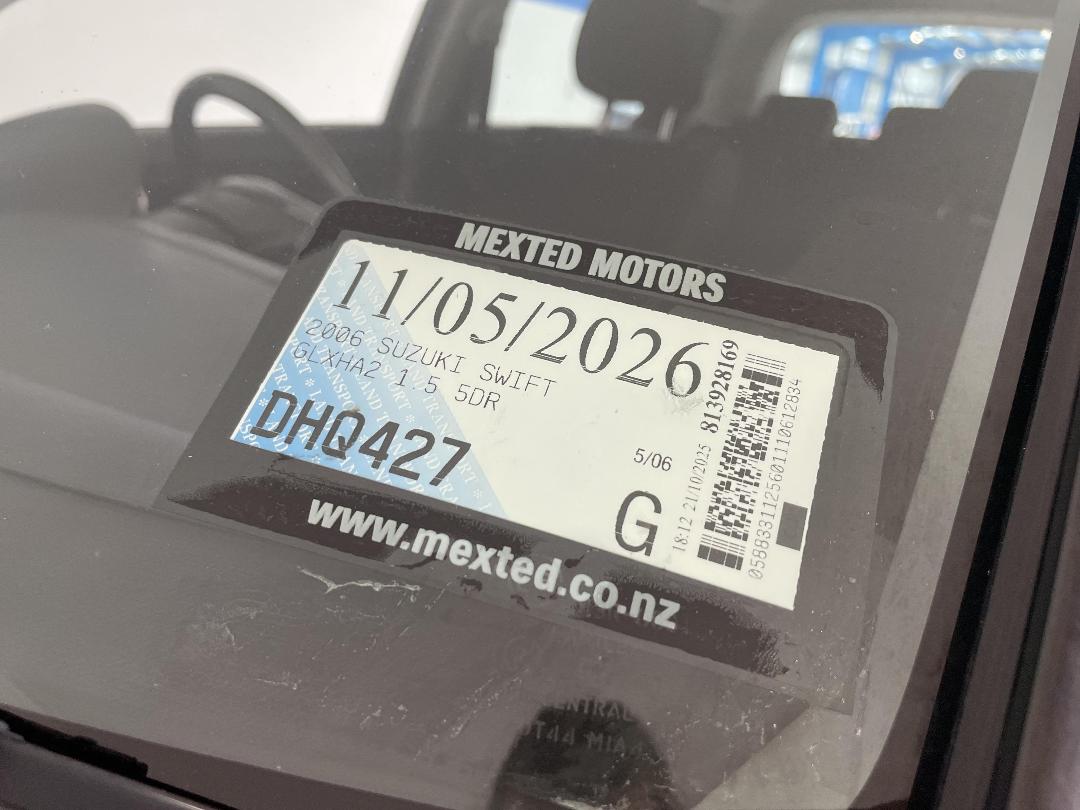 MEXTED MOTORS
11/05/2026
2006 SUZUKI SWIFT
GLXHA2 1.5 5DR
DHQ427
5/06
G
18:12 21/10/2025 813928169
0588331125601110612834
www.mexted.co.nz